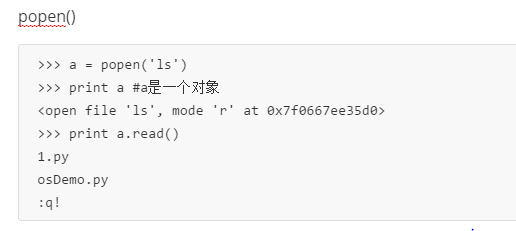 popen()
>>> a = popen('ls')
>>> print a #a是一个对象
<open file 'ls', mode 'r' at 0x7f0667ee35d0>
>>> print a.read()
1.py
osDemo.py
:q!